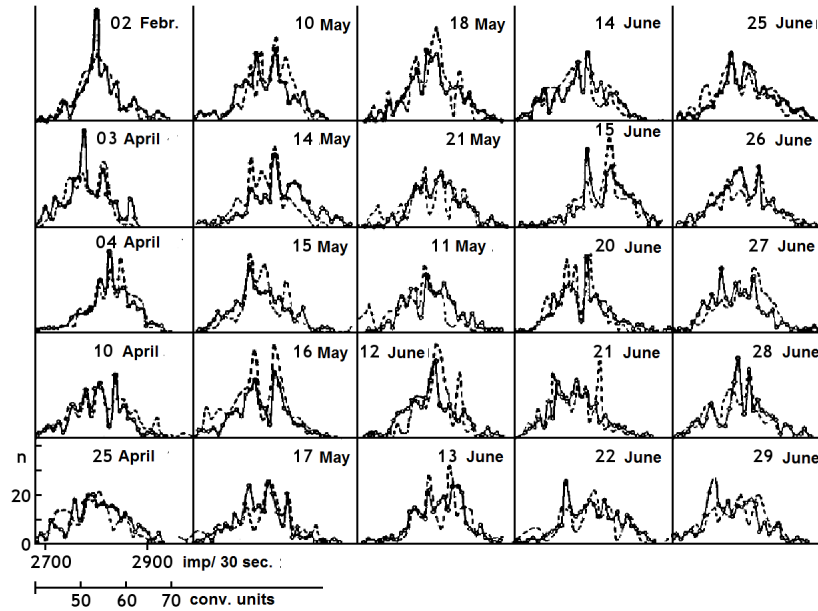 02 Febr. 10 May 18 May 14 June 25 June
03 April 14 May 21 May 15 June 26 June
04 April 15 May 11 May 20 June 27 June
10 April 16 May 12 June 21 June 28 June
n 25 April 17 May 13 June 22 June 29 June
20
0
2700 2900 imp/ 30 sec.
50 60 70 conv. units